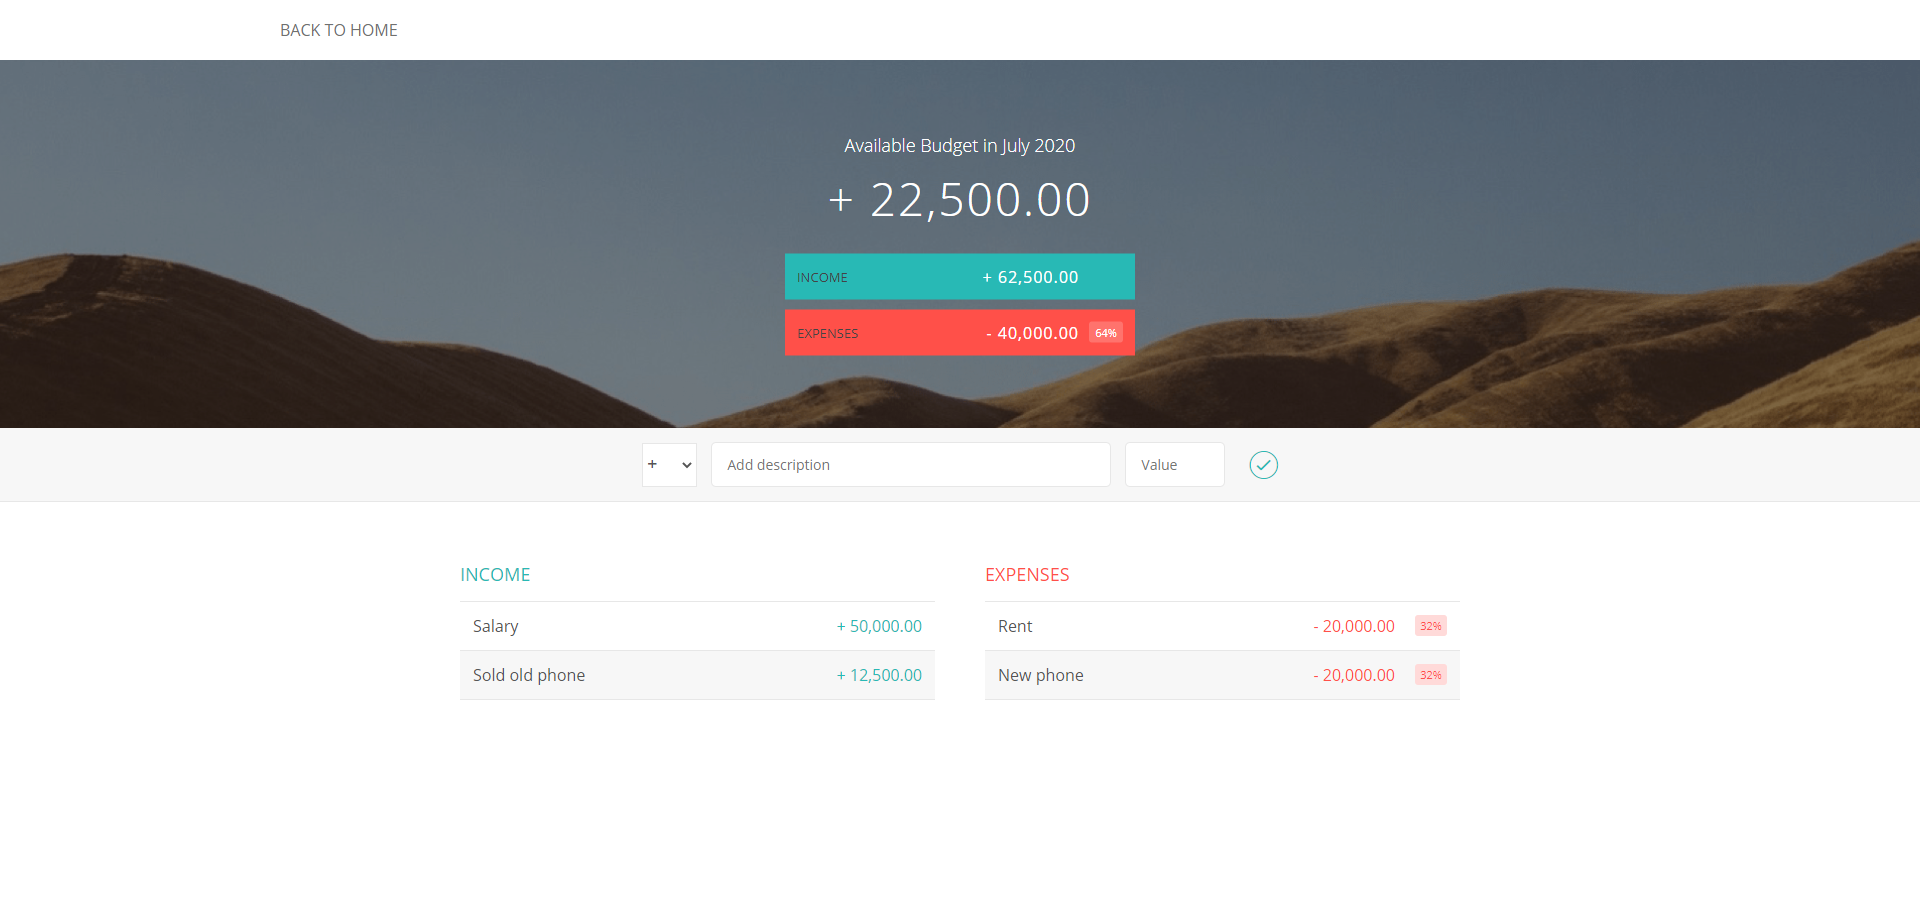 BACK TO HOME
Available Budget in July 2020
+ 22,500.00
INCOME + 62,500.00
EXPENSES - 40,000.00 64%
+ Add description Value
INCOME
Salary + 50,000.00
Sold old phone + 12,500.00
EXPENSES
Rent - 20,000.00 32%
New phone - 20,000.00 32%